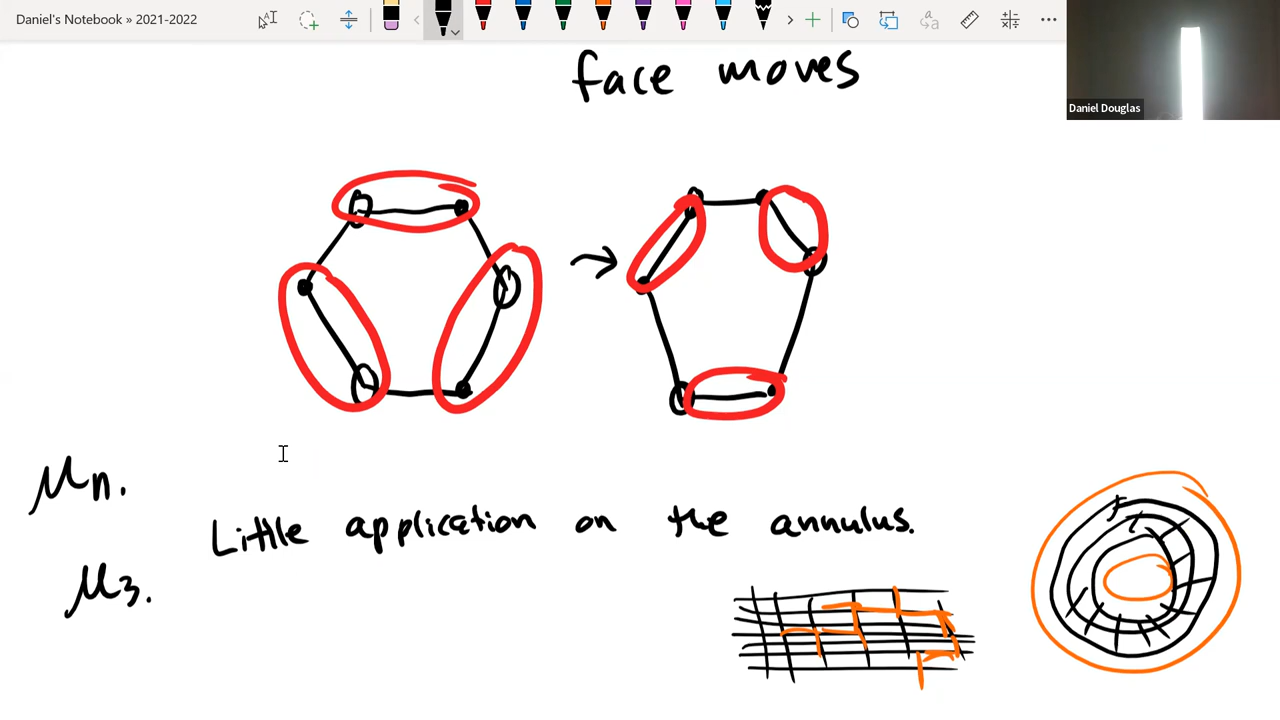 Daniel's Notebook » 2021-2022
Daniel Douglas
face moves
Mn.
Little application on the annulus.
M3.